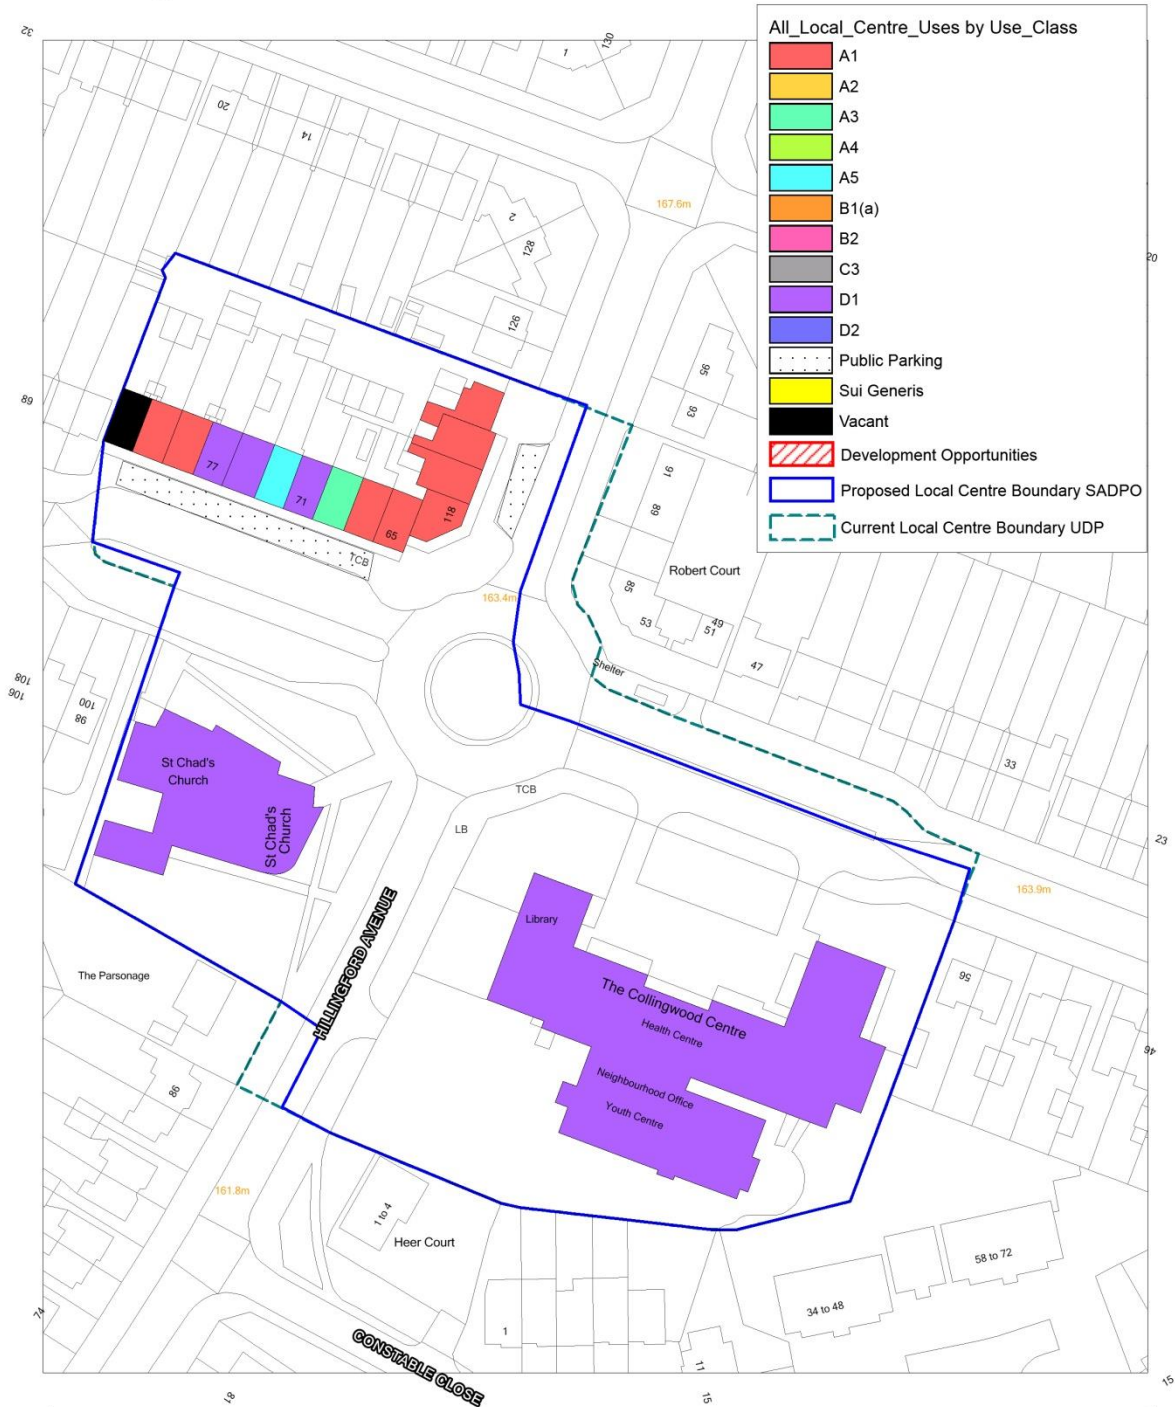 32
130
1
All_Local_Centre_Uses by Use_Class
A1
A2
A3
A4
A5
B1(a)
B2
C3
D1
D2
Public Parking
Sui Generis
Vacant
Development Opportunities
Proposed Local Centre Boundary SADPO
Current Local Centre Boundary UDP
20
14
2
128
167.6m
20
126
95
93
89
77
71
65
118
TCB
91
89
85
53
49
51
47
Robert Court
163.4m
Shelter
108
106
100
98
St Chad's
Church
St Chad's
Church
33
TCB
LB
23
163.9m
HILLINGFORD AVENUE
Library
The Collingwood Centre
Health Centre
Neighbourhood Office
Youth Centre
The Parsonage
56
46
86
161.8m
1 to 4
Heer Court
58 to 72
34 to 48
74
1
11
CONSTABLE CLOSE
18
15
15